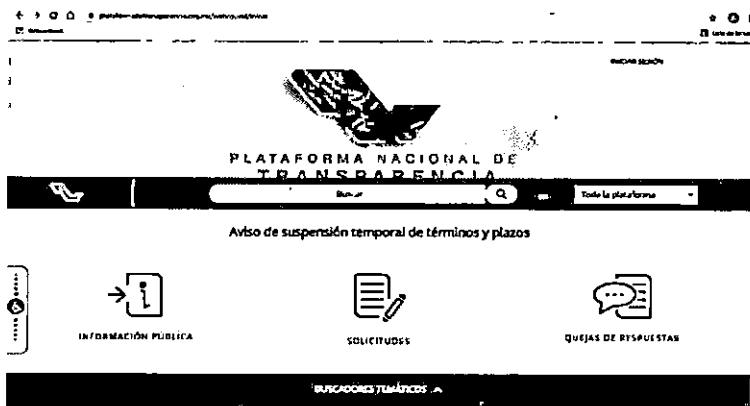 INICIAR SESIÓN
PLATAFORMA NACIONAL DE
TRANSPARENCIA
Buscar
Toda la plataforma
Aviso de suspensión temporal de términos y plazos
INFORMACIÓN PÚBLICA
SOLICITUDES
QUEJAS DE RESPUESTAS
BUSCADORES TEMÁTICOS